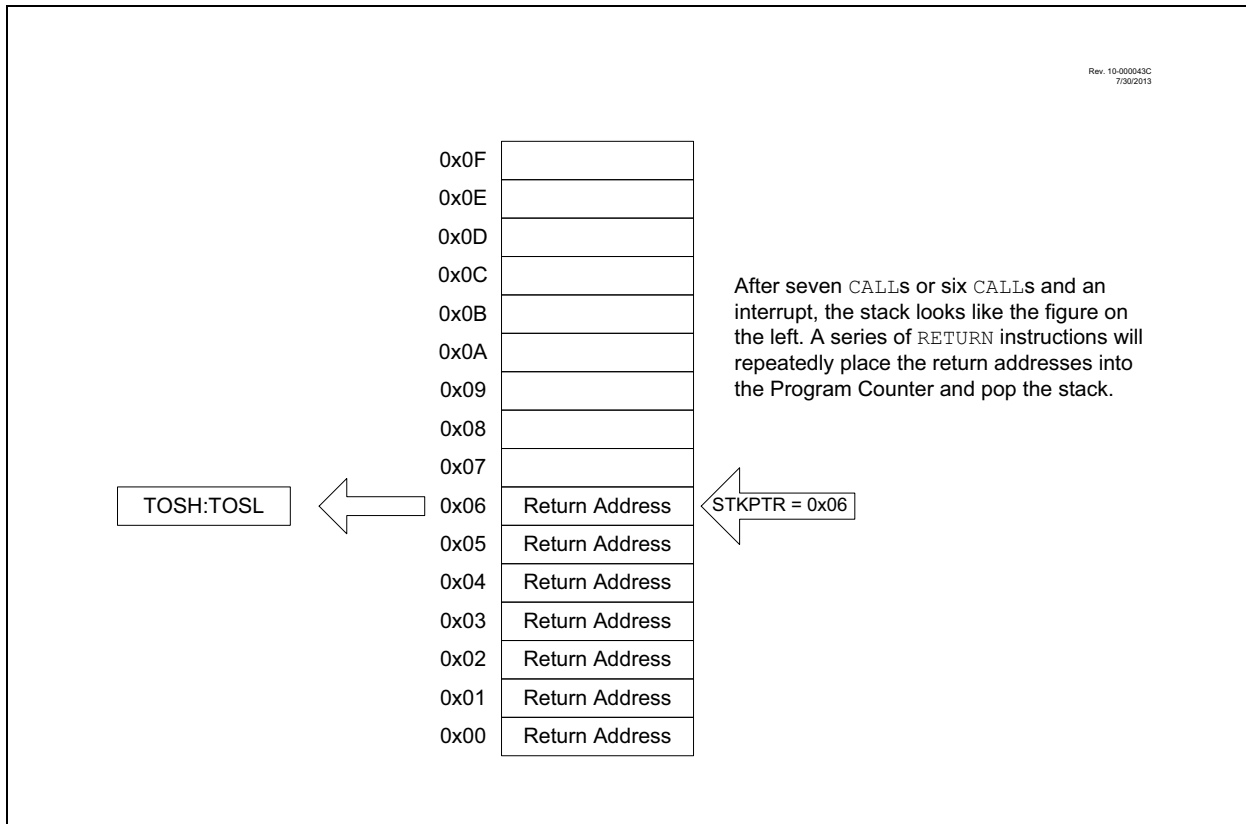 Rev. 10-000043C
7/30/2013
0x0F
0x0E
0x0D
0x0C
0x0B
0x0A
0x09
0x08
0x07
After seven CALLs or six CALLs and an
interrupt, the stack looks like the figure on
the left. A series of RETURN instructions will
repeatedly place the return addresses into
the Program Counter and pop the stack.
TOSH:TOSL 0x06 Return Address STKPTR = 0x06
0x05 Return Address
0x04 Return Address
0x03 Return Address
0x02 Return Address
0x01 Return Address
0x00 Return Address